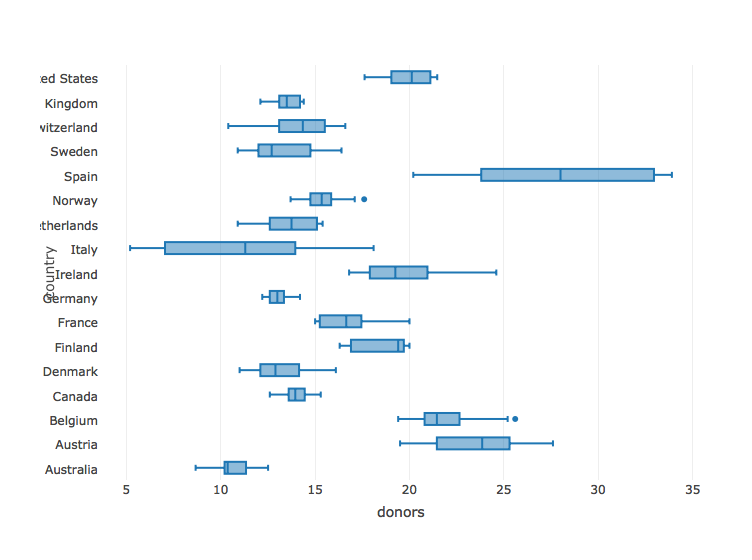 ed States
Kingdom
witzerland
Sweden
Spain
Norway
etherlands
Italy
Ireland
Germany
France
Finland
Denmark
Canada
Belgium
Austria
Australia
country
5 10 15 20 25 30 35
donors